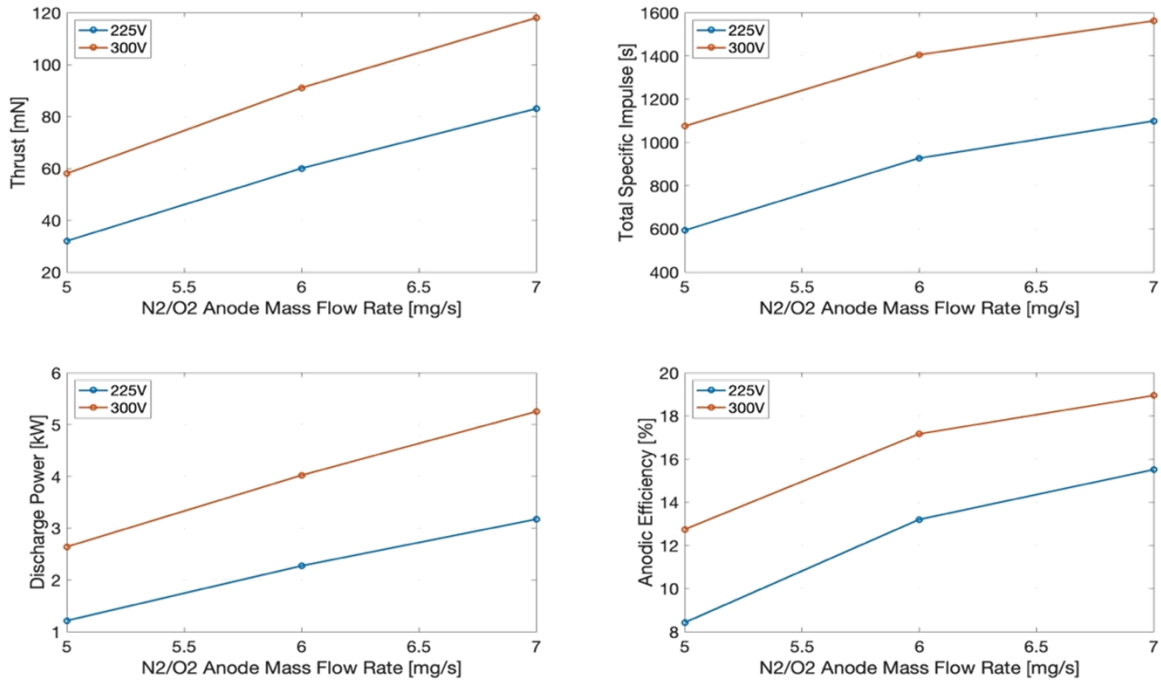 Thrust [mN]
120
100
80
60
40
20
225V
300V
5
5.5
6
6.5
7
N2/O2 Anode Mass Flow Rate [mg/s]
Total Specific Impulse [s]
1600
1400
1200
1000
800
600
400
225V
300V
5
5.5
6
6.5
7
N2/O2 Anode Mass Flow Rate [mg/s]
Discharge Power [kW]
6
5
4
3
2
1
225V
300V
5
5.5
6
6.5
7
N2/O2 Anode Mass Flow Rate [mg/s]
Anodic Efficiency [%]
20
18
16
14
12
10
8
225V
300V
5
5.5
6
6.5
7
N2/O2 Anode Mass Flow Rate [mg/s]